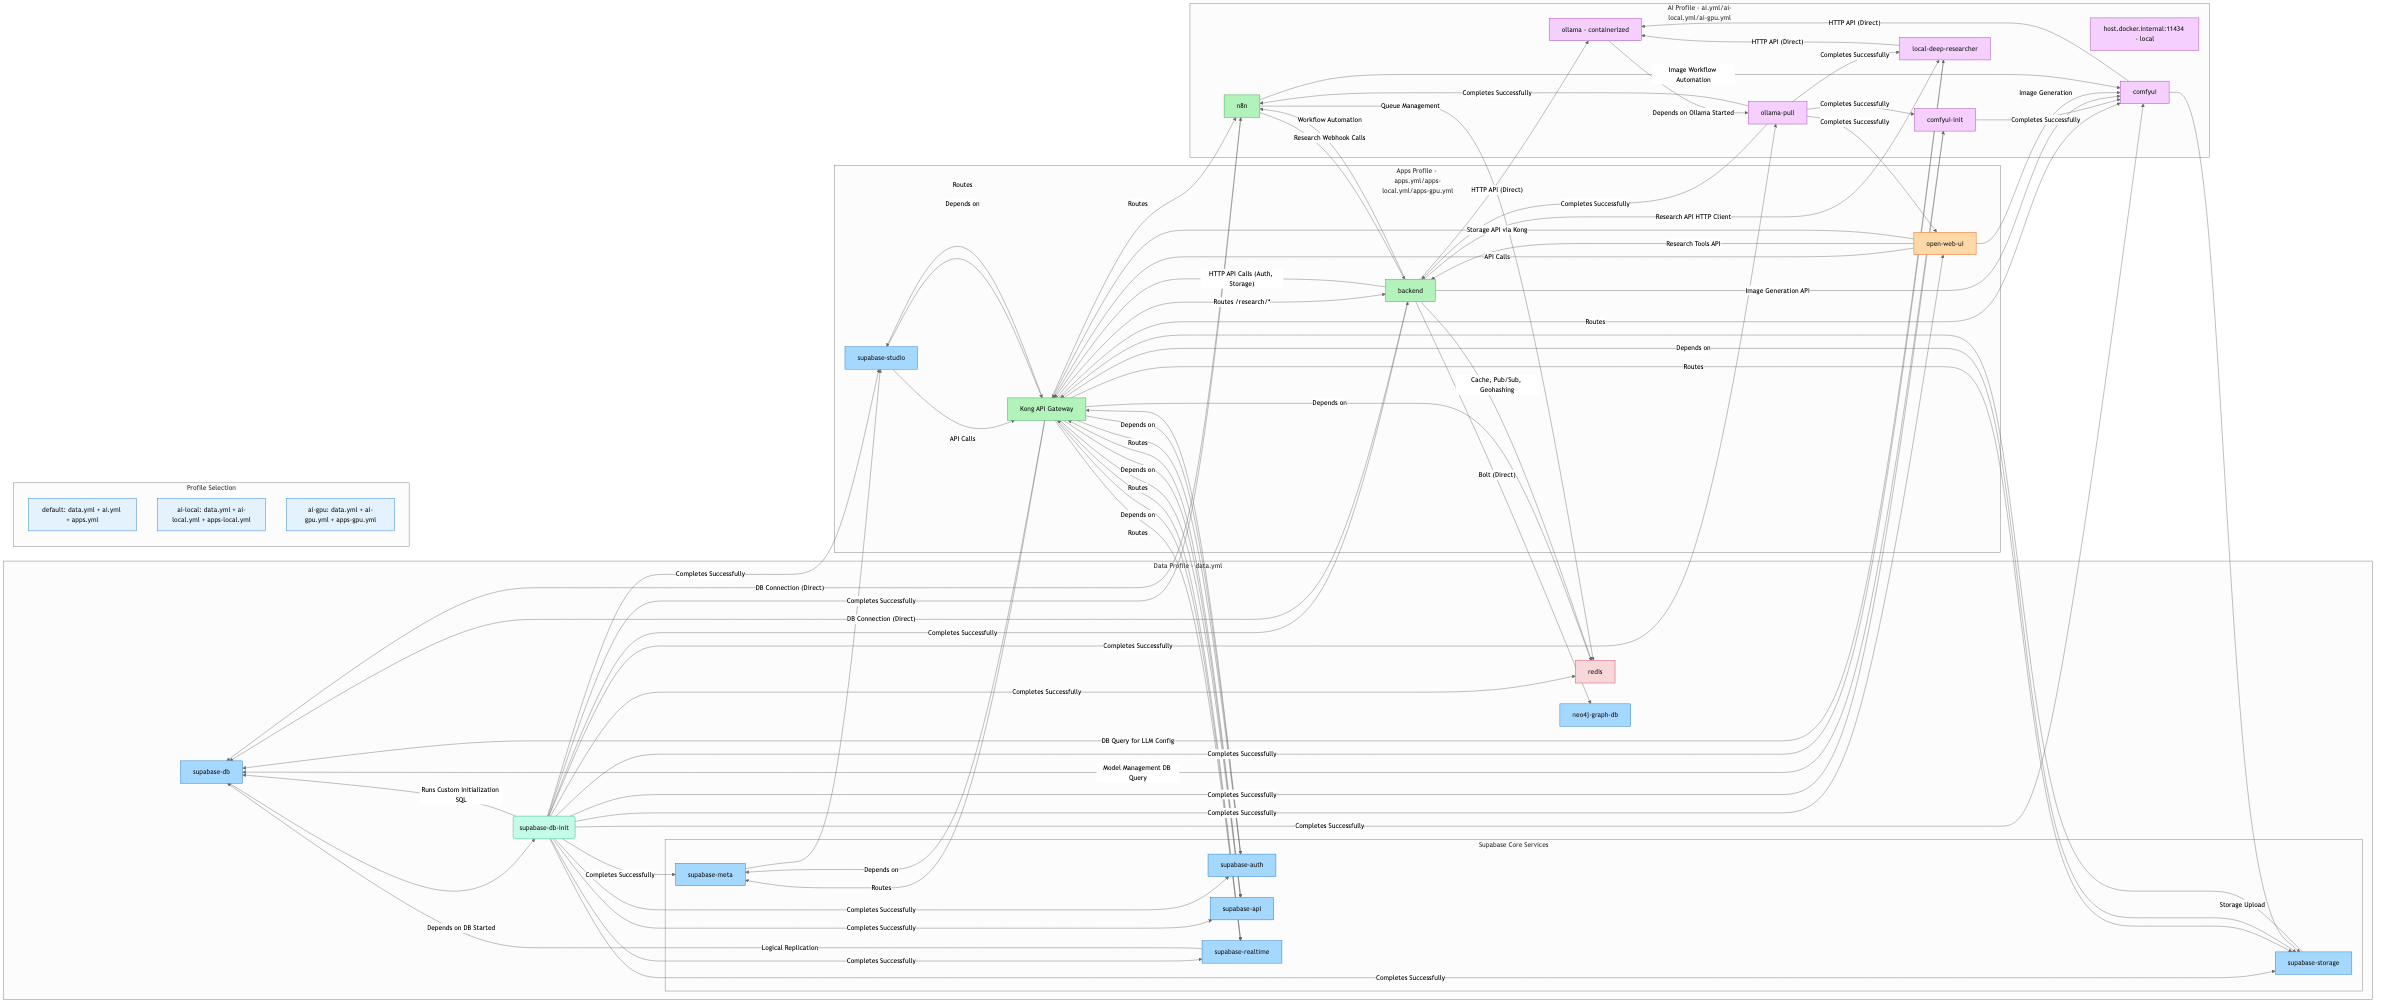 AI Profile - ai.yml/ai-
local.yml/ai-gpu.yml
HTTP API (Direct)
ollama - containerized
host.docker.internal:11434
- local
HTTP API (Direct)
local-deep-researcher
Completes Successfully
Image Workflow
Automation
Completes Successfully
Image Generation
comfyui
n8n
Queue Management
Completes Successfully
Depends on Ollama Started
ollama-pull
Workflow Automation
Completes Successfully
comfyui-init
Completes Successfully
Research Webhook Calls
Apps Profile -
apps.yml/apps-
local.yml/apps-gpu.yml
Routes
HTTP API (Direct)
Depends on
Routes
Completes Successfully
Research API HTTP Client
Storage API via Kong
Research Tools API
open-web-ui
API Calls
HTTP API Calls (Auth,
Storage)
backend
Image Generation API
Routes /research/*
Routes
supabase-studio
Depends on
Routes
Cache, Pub/Sub,
Geohashing
Kong API Gateway
Depends on
Depends on
API Calls
Routes
Depends on
Bolt (Direct)
Routes
Depends on
Routes
Profile Selection
default: data.yml + ai.yml
+ apps.yml
ai-local: data.yml + ai-
local.yml + apps-local.yml
ai-gpu: data.yml + ai-
gpu.yml + apps-gpu.yml
Data Profile - data.yml
Completes Successfully
DB Connection (Direct)
Completes Successfully
DB Connection (Direct)
Completes Successfully
Completes Successfully
redis
Completes Successfully
neo4j-graph-db
DB Query for LLM Config
Completes Successfully
supabase-db
Model Management DB
Query
Runs Custom Initialization
SQL
Completes Successfully
Completes Successfully
supabase-db-init
Completes Successfully
Supabase Core Services
Completes Successfully
supabase-meta
Depends on
supabase-auth
Routes
Completes Successfully
supabase-api
Storage Upload
Depends on DB Started
Completes Successfully
Logical Replication
supabase-realtime
Completes Successfully
supabase-storage
Completes Successfully